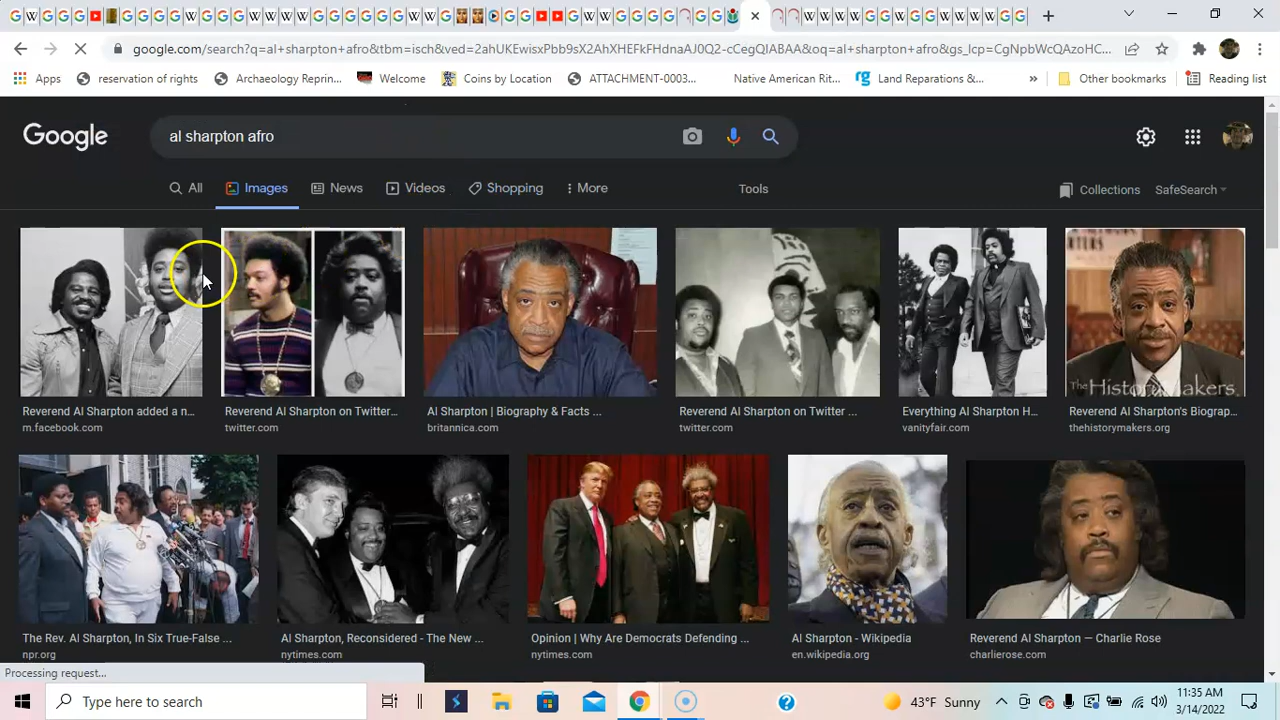 google.com/search?q=al+sharpton+afro&tbm=isch&ved=2ahUKEwisxPbb9sX2AhXHEFkFHdnaAJ0Q2-cCegQIABAA&oq=al+sharpton+afro&gs_lcp=CgNpbWcQAzoHC...
Apps reservation of rights Archaeology Reprin... Welcome Coins by Location ATTACHMENT-0003... Native American Rit... Land Reparations &... » Other bookmarks Reading list
Google al sharpton afro
All Images News Videos Shopping More Tools Collections SafeSearch
The HistoryMakers
Reverend Al Sharpton added a n... Reverend Al Sharpton on Twitter... Al Sharpton | Biography & Facts ... Reverend Al Sharpton on Twitter ... Everything Al Sharpton H... Reverend Al Sharpton's Biograp...
m.facebook.com twitter.com britannica.com twitter.com vanityfair.com thehistorymakers.org
The Rev. Al Sharpton, In Six True-False ... Al Sharpton, Reconsidered - The New ... Opinion | Why Are Democrats Defending ... Al Sharpton - Wikipedia Reverend Al Sharpton — Charlie Rose
npr.org nytimes.com nytimes.com en.wikipedia.org charlierose.com
Processing request...
Type here to search 43°F Sunny 11:35 AM
3/14/2022